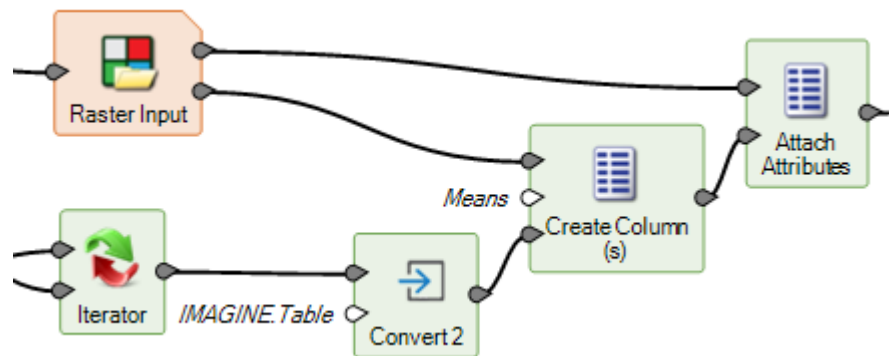 Raster Input
Attach
Attributes
Means
Create Column
(s)
Iterator
IMAGINE.Table
Convert 2